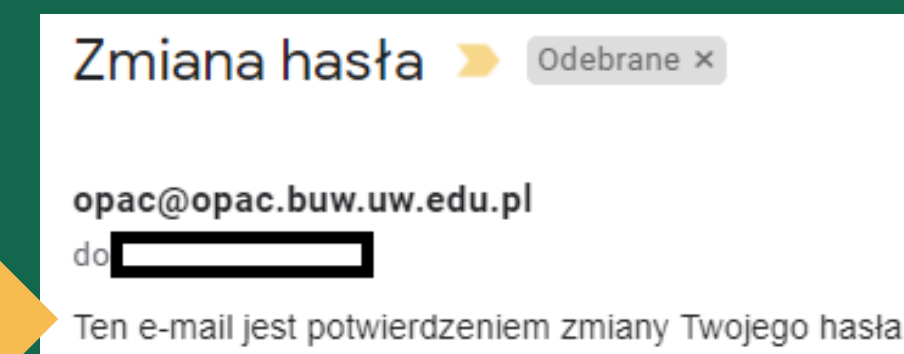 Zmiana hasła Odebrane ×
opac@opac.buw.uw.edu.pl
do
Ten e-mail jest potwierdzeniem zmiany Twojego hasła